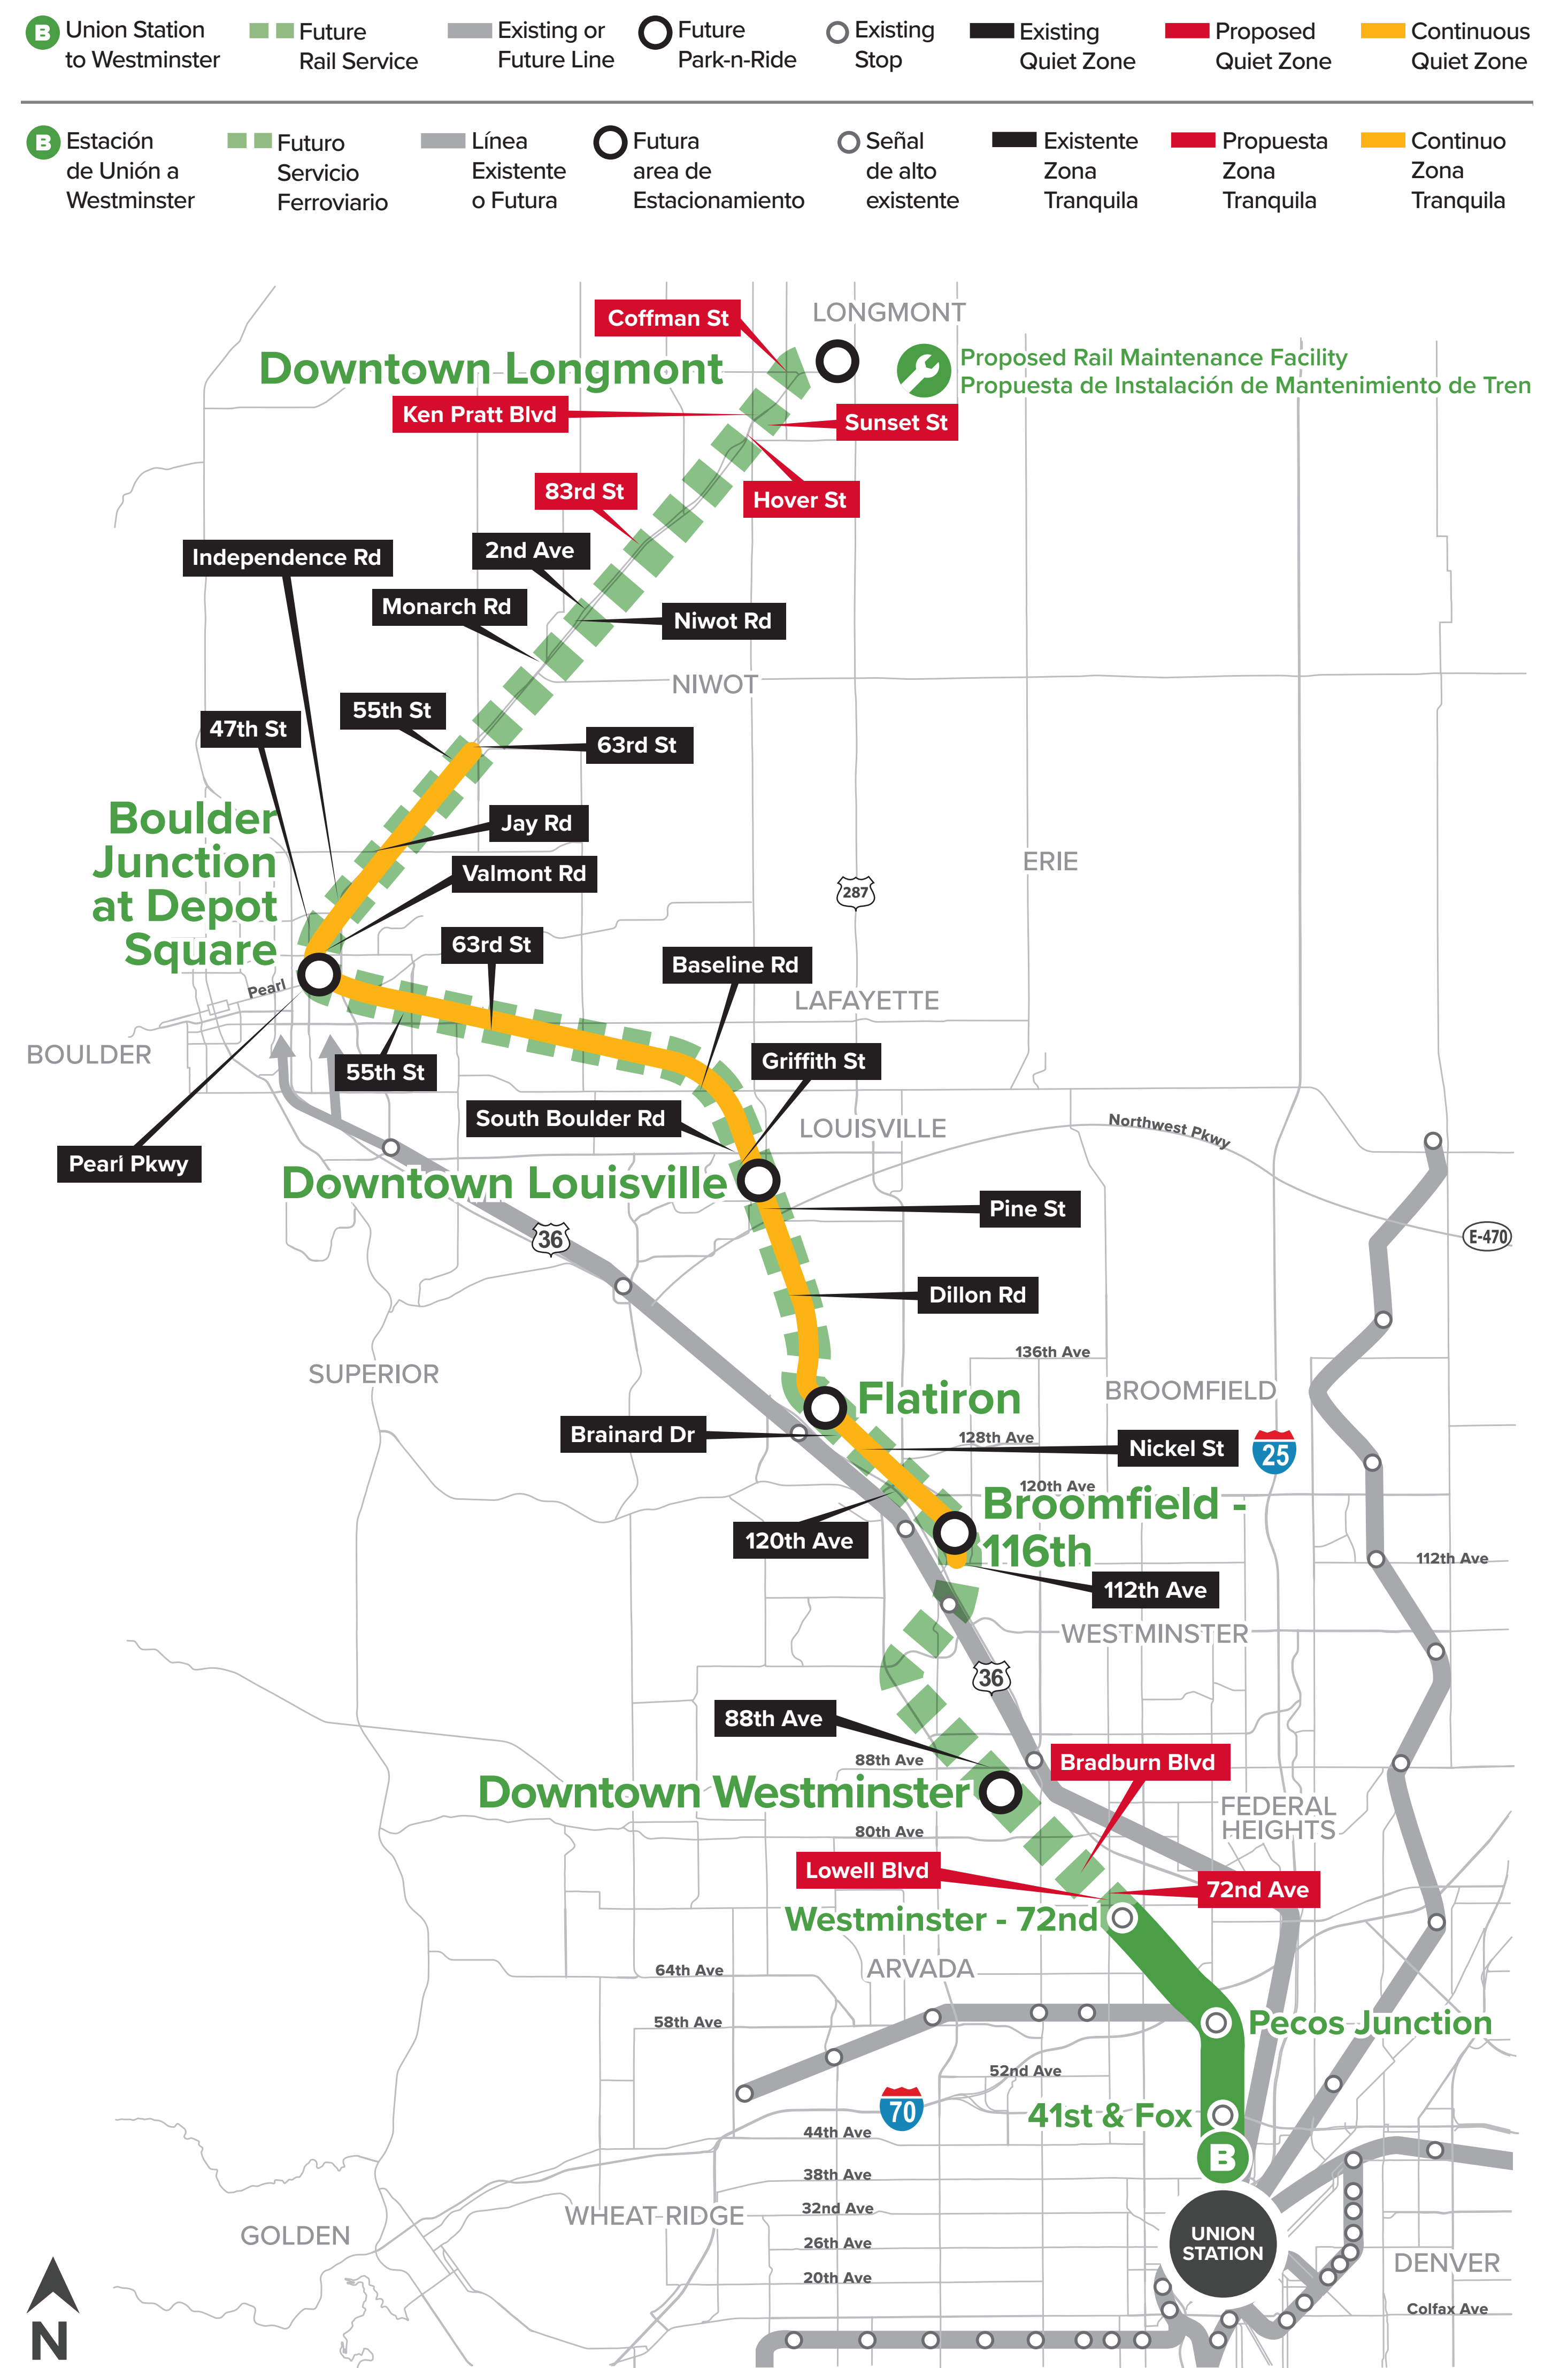 B Union Station
to Westminster
Future
Rail Service
Existing or
Future Line
Future
Park-n-Ride
Existing
Stop
Existing
Quiet Zone
Proposed
Quiet Zone
Continuous
Quiet Zone
B Estación
de Unión a
Westminster
Futuro
Servicio
Ferroviario
Línea
Existente
o Futura
Futura
area de
Estacionamiento
Señal
de alto
existente
Existente
Zona
Tranquila
Propuesta
Zona
Tranquila
Continuo
Zona
Tranquila
Coffman St
LONGMONT
Downtown Longmont
Proposed Rail Maintenance Facility
Propuesta de Instalación de Mantenimiento de Tren
Ken Pratt Blvd
Sunset St
83rd St
Hover St
Independence Rd
2nd Ave
Monarch Rd
Niwot Rd
NIWOT
55th St
47th St
63rd St
Boulder
Junction
at Depot
Square
Jay Rd
Valmont Rd
ERIE
287
63rd St
Baseline Rd
Pearl
LAFAYETTE
BOULDER
55th St
Griffith St
South Boulder Rd
LOUISVILLE
Northwest Pkwy
Pearl Pkwy
Downtown Louisville
Pine St
36
E-470
Dillon Rd
136th Ave
SUPERIOR
BROOMFIELD
Flatiron
Brainard Dr
128th Ave
Nickel St
25
120th Ave
Broomfield -
116th
120th Ave
112th Ave
112th Ave
WESTMINSTER
36
88th Ave
88th Ave
Bradburn Blvd
Downtown Westminster
FEDERAL
HEIGHTS
80th Ave
Lowell Blvd
72nd Ave
Westminster - 72nd
ARVADA
64th Ave
58th Ave
Pecos Junction
52nd Ave
70
41st & Fox
44th Ave
B
38th Ave
32nd Ave
WHEAT RIDGE
GOLDEN
UNION
STATION
26th Ave
DENVER
20th Ave
Colfax Ave
N